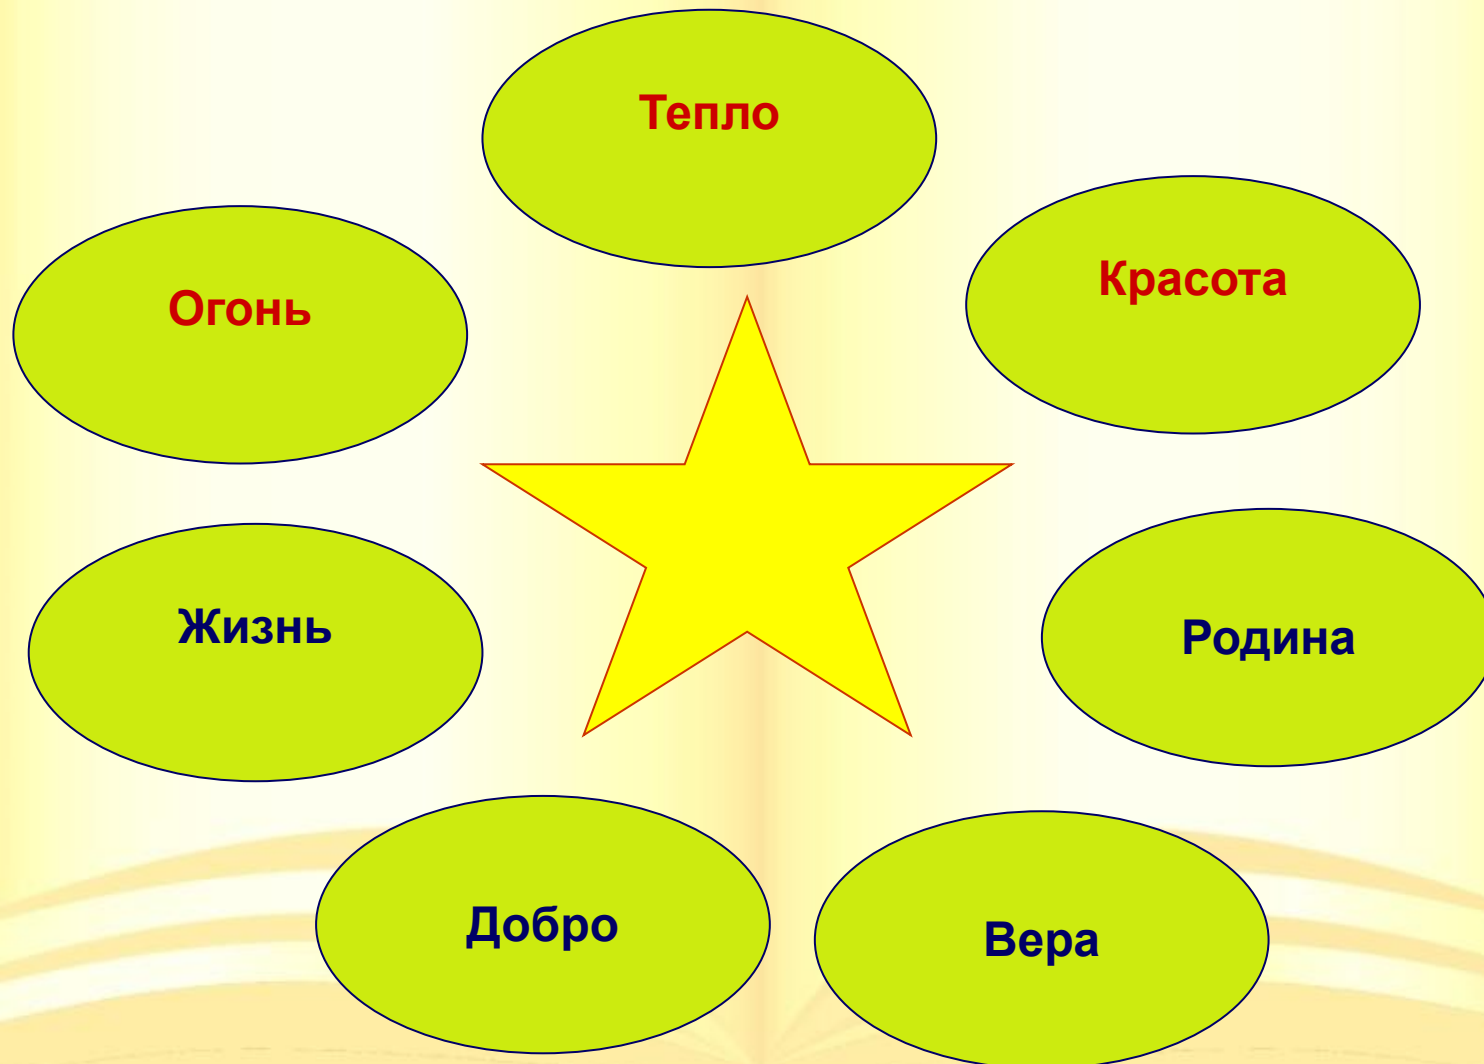 Тепло
Красота
Огонь
Жизнь
Родина
Добро
Вера